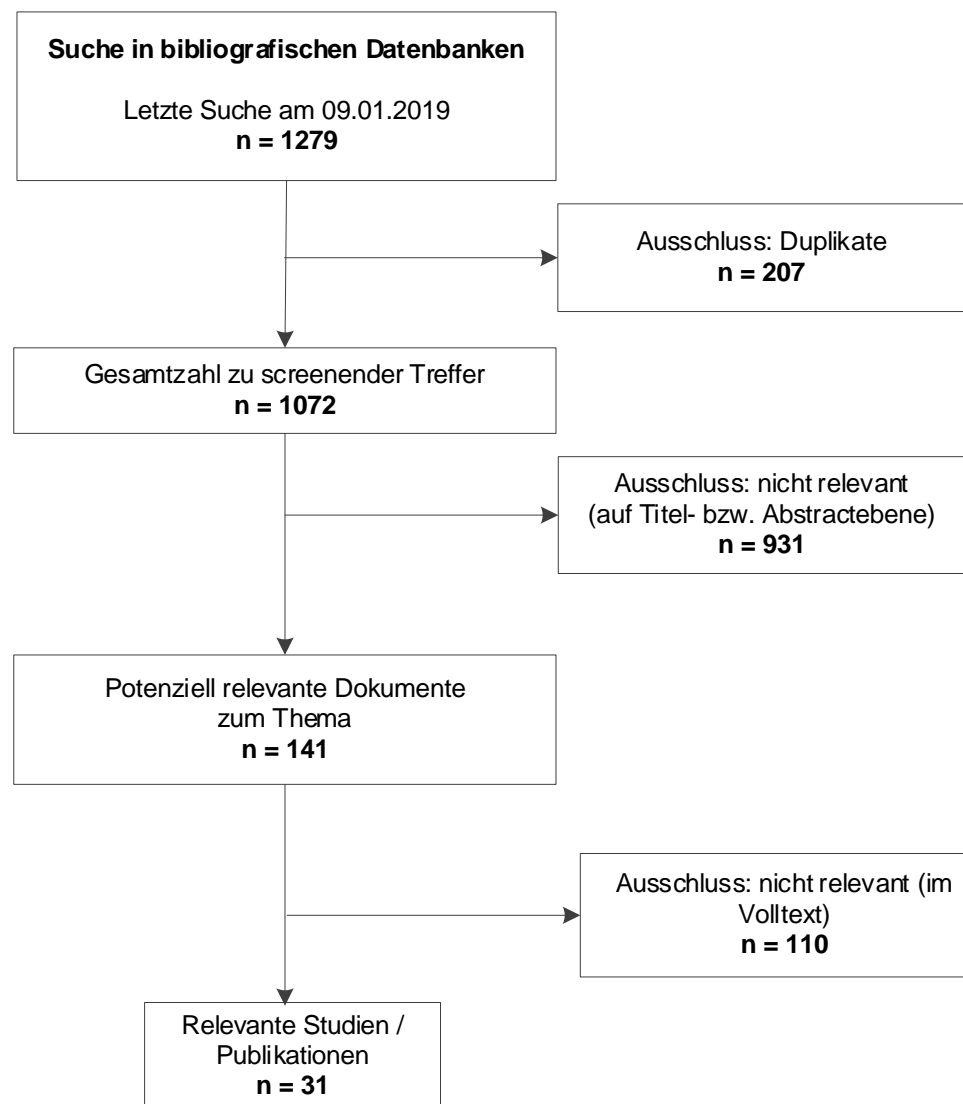 Suche in bibliografischen Datenbanken
Letzte Suche am 09.01.2019
n = 1279
Ausschluss: Duplikate
n = 207
Gesamtzahl zu screenender Treffer
n = 1072
Ausschluss: nicht relevant
(auf Titel- bzw. Abstractebene)
n = 931
Potenziell relevante Dokumente
zum Thema
n = 141
Ausschluss: nicht relevant (im
Volltext)
n = 110
Relevante Studien /
Publikationen
n = 31